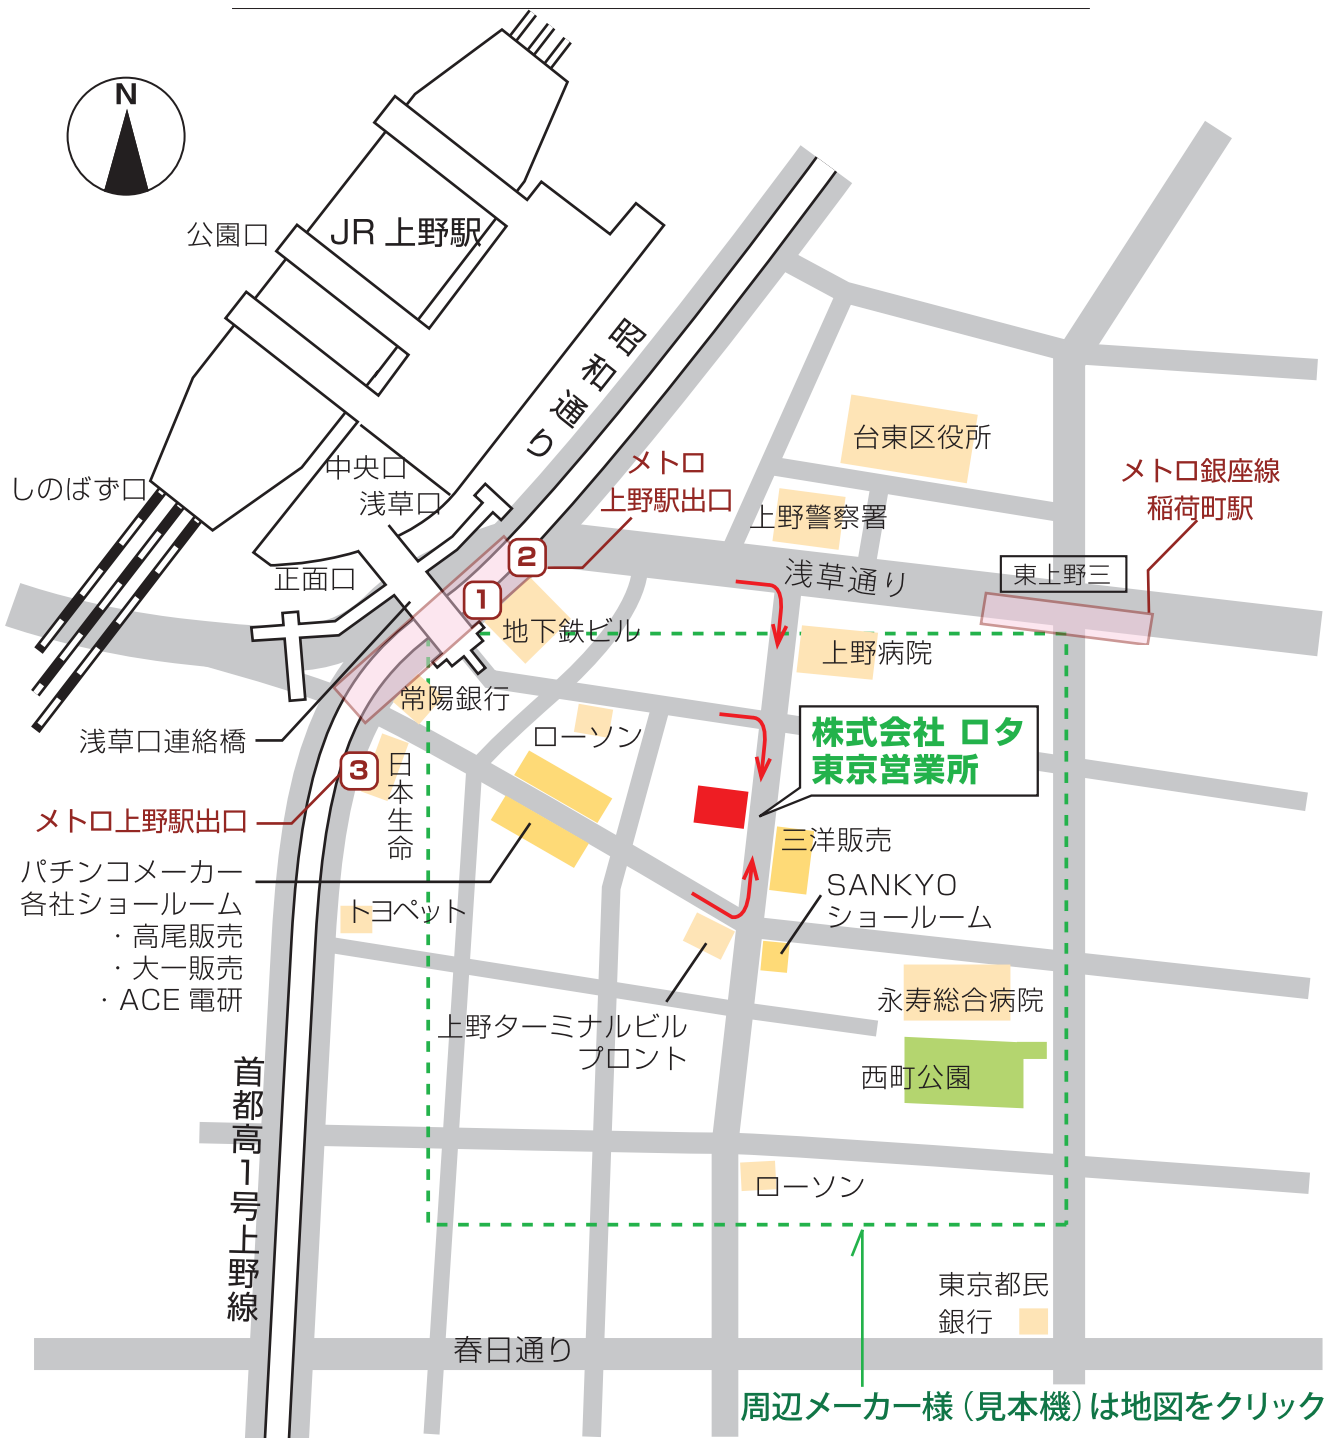 N
公園口
JR 上野駅
昭和通り
中央口
浅草口
しのばず口
正面口
メトロ
上野駅出口
台東区役所
メトロ銀座線
稲荷町駅
上野警察署
浅草通り
東上野三
2
1
地下鉄ビル
上野病院
常陽銀行
浅草口連絡橋
ローソン
株式会社 ロタ
東京営業所
3
日本生命
メトロ上野駅出口
三洋販売
パチンコメーカー
各社ショールーム
・高尾販売
・大一販売
・ACE 電研
SANKYO
ショールーム
トヨペット
永寿総合病院
上野ターミナルビル
プロント
西町公園
首都高1号上野線
ローソン
東京都民
銀行
春日通り
周辺メーカー様（見本機）は地図をクリック